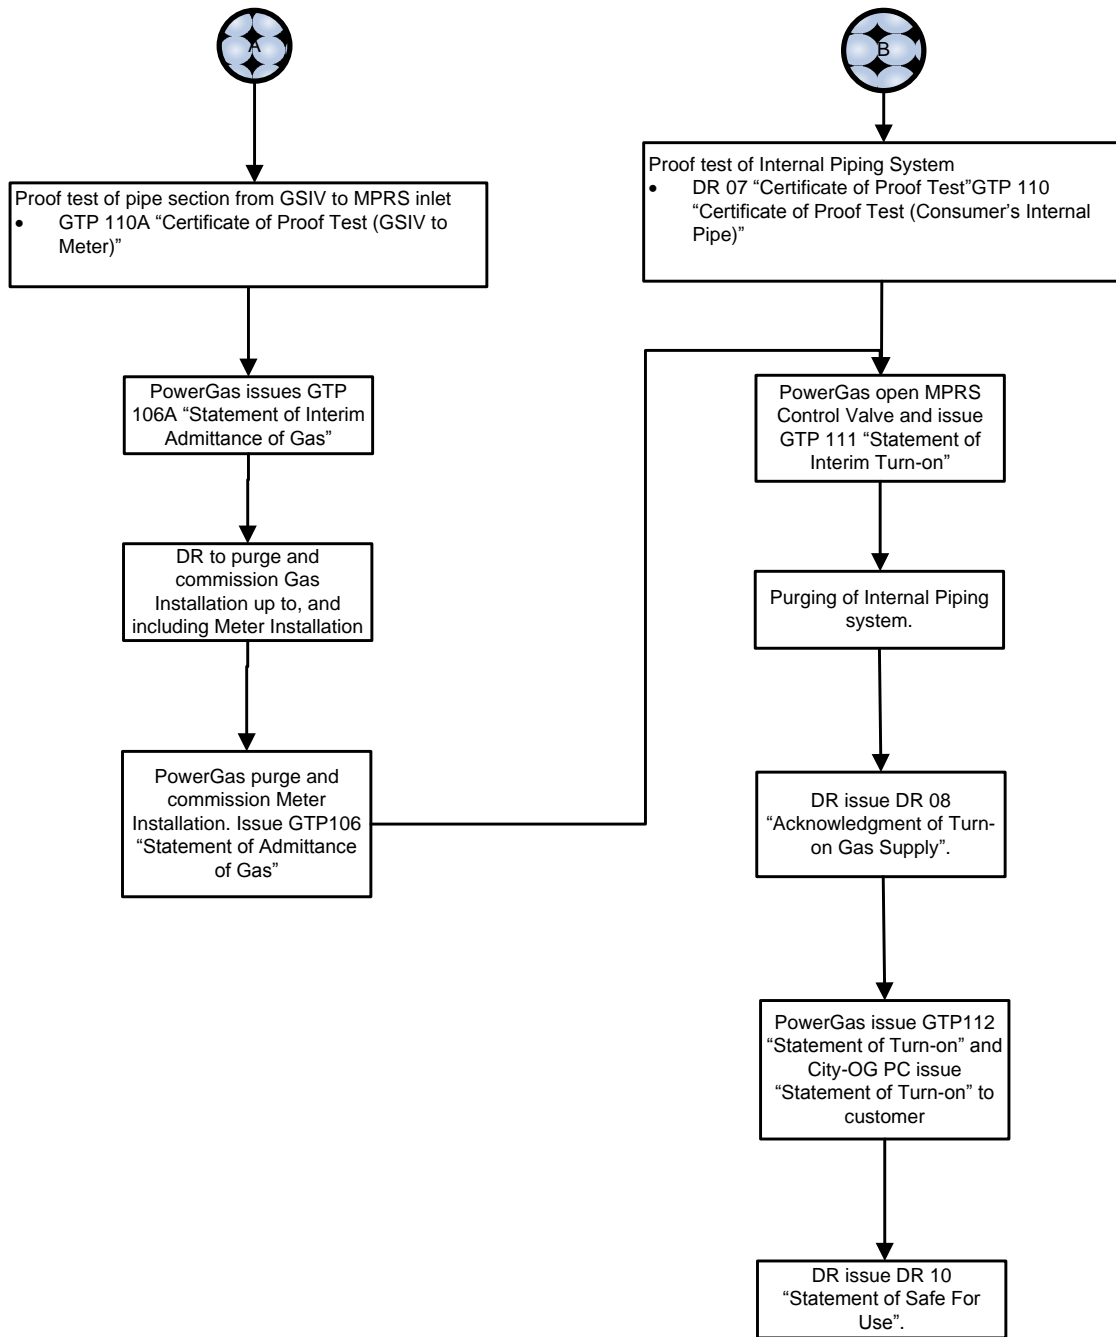 A
Proof test of pipe section from GSIV to MPRS inlet
• GTP 110A “Certificate of Proof Test (GSIV to
Meter)”
PowerGas issues GTP
106A “Statement of Interim
Admittance of Gas”
DR to purge and
commission Gas
Installation up to, and
including Meter Installation
PowerGas purge and
commission Meter
Installation. Issue GTP106
“Statement of Admittance
of Gas”
B
Proof test of Internal Piping System
• DR 07 “Certificate of Proof Test”GTP 110
“Certificate of Proof Test (Consumer’s Internal
Pipe)”
PowerGas open MPRS
Control Valve and issue
GTP 111 “Statement of
Interim Turn-on”
Purging of Internal Piping
system.
DR issue DR 08
“Acknowledgment of Turn-
on Gas Supply”.
PowerGas issue GTP112
“Statement of Turn-on” and
City-OG PC issue
“Statement of Turn-on” to
customer
DR issue DR 10
“Statement of Safe For
Use”.